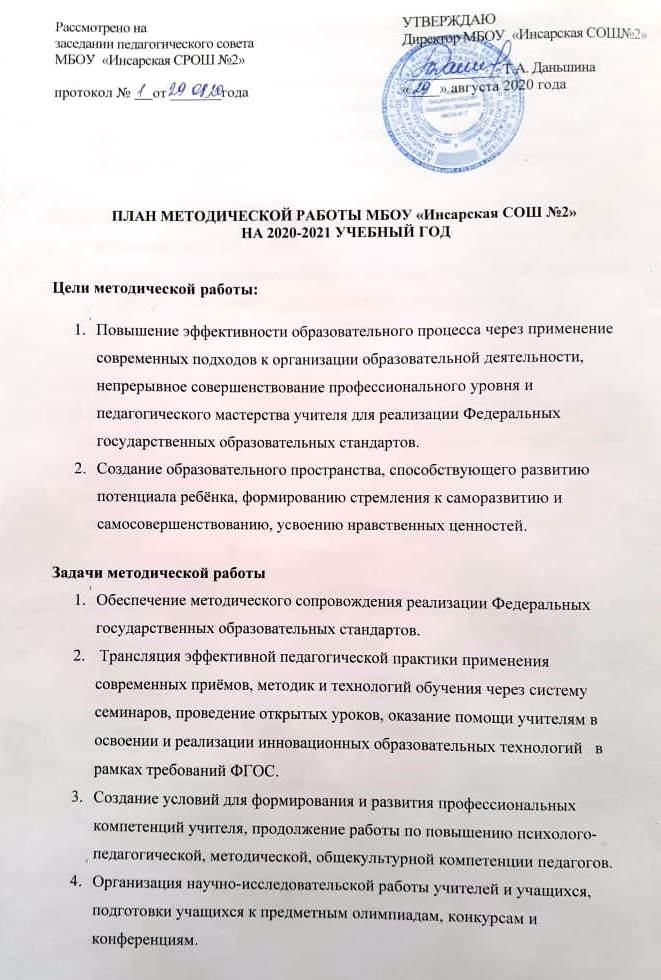 Рассмотрено на
заседании педагогического совета
МБОУ «Инсарская СРОШ №2»
протокол № 1 от 29 08 20 года
УТВЕРЖДАЮ
Директор МБОУ «Инсарская СОШ№2»
Т.А. Даньшина
«29» августа 2020 года
ПЛАН МЕТОДИЧЕСКОЙ РАБОТЫ МБОУ «Инсарская СОШ №2»
НА 2020-2021 УЧЕБНЫЙ ГОД
Цели методической работы:
1. Повышение эффективности образовательного процесса через применение
современных подходов к организации образовательной деятельности,
непрерывное совершенствование профессионального уровня и
педагогического мастерства учителя для реализации Федеральных
государственных образовательных стандартов.
2. Создание образовательного пространства, способствующего развитию
потенциала ребёнка, формированию стремления к саморазвитию и
самосовершенствованию, усвоению нравственных ценностей.
Задачи методической работы
1. Обеспечение методического сопровождения реализации Федеральных
государственных образовательных стандартов.
2. Трансляция эффективной педагогической практики применения
современных приёмов, методик и технологий обучения через систему
семинаров, проведение открытых уроков, оказание помощи учителям в
освоении и реализации инновационных образовательных технологий в
рамках требований ФГОС.
3. Создание условий для формирования и развития профессиональных
компетенций учителя, продолжение работы по повышению психолого-
педагогической, методической, общекультурной компетенции педагогов.
4. Организация научно-исследовательской работы учителей и учащихся,
подготовки учащихся к предметным олимпиадам, конкурсам и
конференциям.